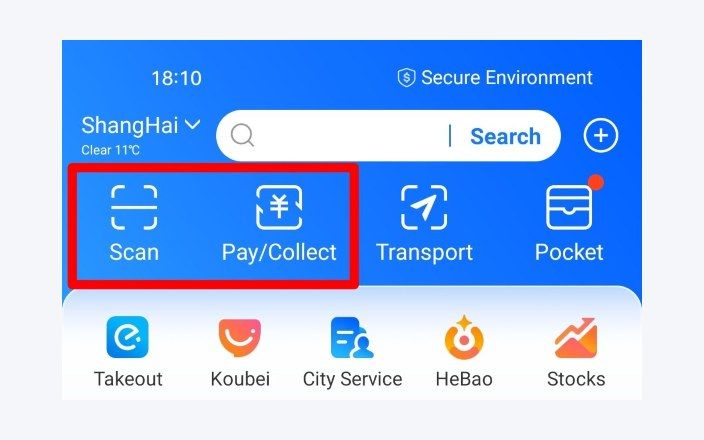 18:10
Secure Environment
ShangHai
Clear 11℃
Search
Scan
Pay/Collect
Transport
Pocket
Takeout
Koubei
City Service
HeBao
Stocks